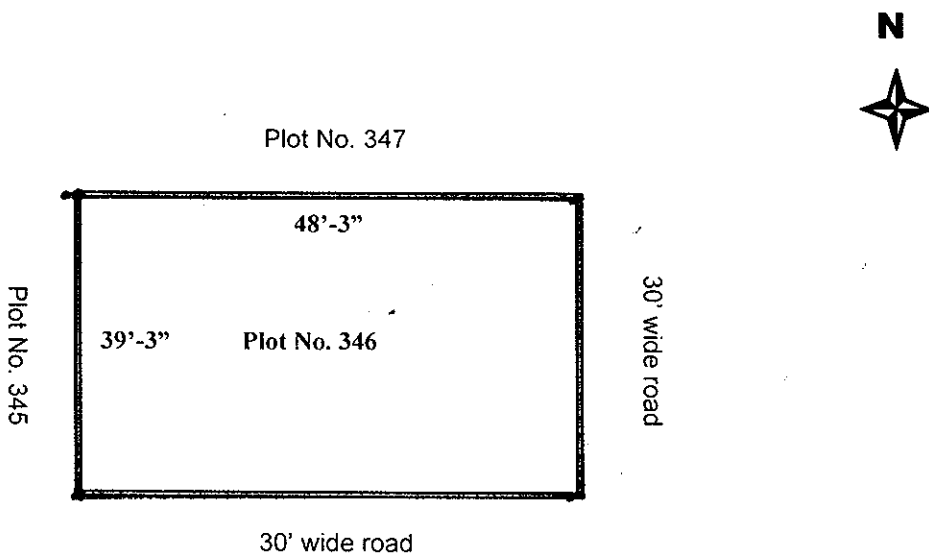 N
Plot No. 347
48'-3”
Plot No. 345
39'-3”
Plot No. 346
30' wide road
30' wide road